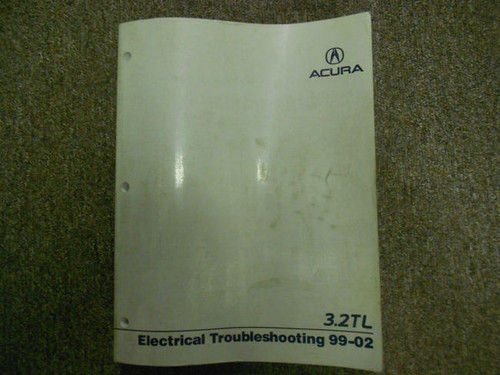 ACURA
3.2TL
Electrical Troubleshooting 99-02